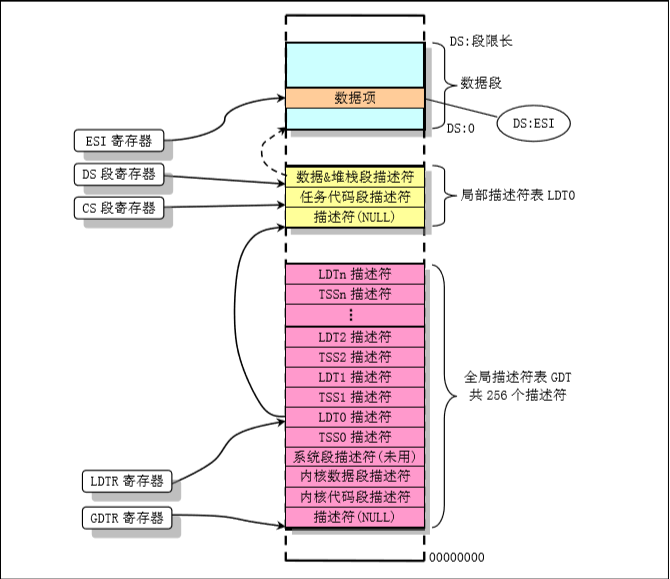 DS:段限长
数据段
数据项
DS:ESI
DS:0
ESI 寄存器
数据&堆栈段描述符
DS 段寄存器
任务代码段描述符
局部描述符表 LDT0
CS 段寄存器
描述符(NULL)
LDTn 描述符
TSSn 描述符
⋮
LDT2 描述符
TSS2 描述符
LDT1 描述符
全局描述符表 GDT
共 256 个描述符
TSS1 描述符
LDT0 描述符
TSS0 描述符
系统段描述符(未用)
LDTR 寄存器
内核数据段描述符
内核代码段描述符
GDTR 寄存器
描述符(NULL)
00000000